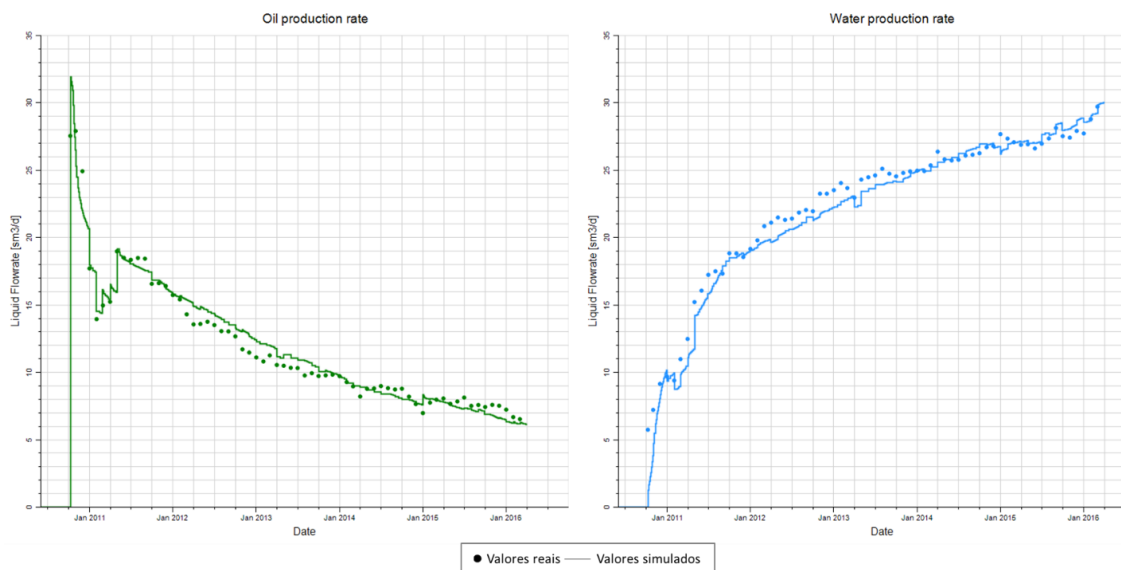 Oil production rate
Liquid Flowrate [sm3/d]
35
30
25
20
15
10
5
0
Jan 2011 Jan 2012 Jan 2013 Jan 2014 Jan 2015 Jan 2016
Date
Water production rate
Liquid Flowrate [sm3/d]
35
30
25
20
15
10
5
0
Jan 2011 Jan 2012 Jan 2013 Jan 2014 Jan 2015 Jan 2016
Date
Valores reais Valores simulados